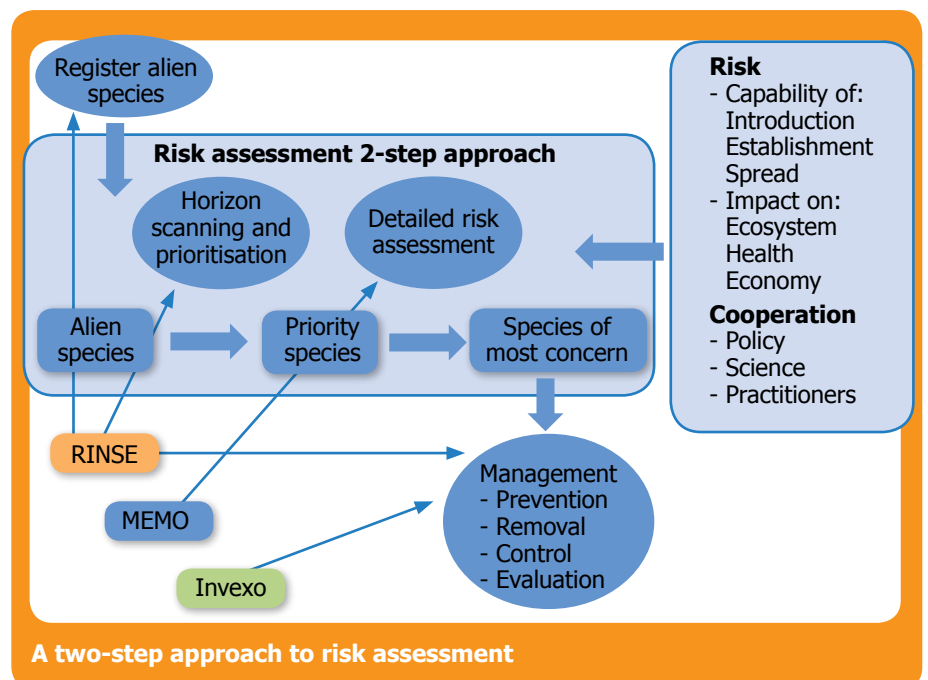 Register alien
species
Risk assessment 2-step approach
Horizon
scanning and
prioritisation
Detailed risk
assessment
Alien
species
Priority
species
Species of
most concern
RINSE
MEMO
Invexo
Management
- Prevention
- Removal
- Control
- Evaluation
Risk
- Capability of:
Introduction
Establishment
Spread
- Impact on:
Ecosystem
Health
Economy
Cooperation
- Policy
- Science
- Practitioners
A two-step approach to risk assessment